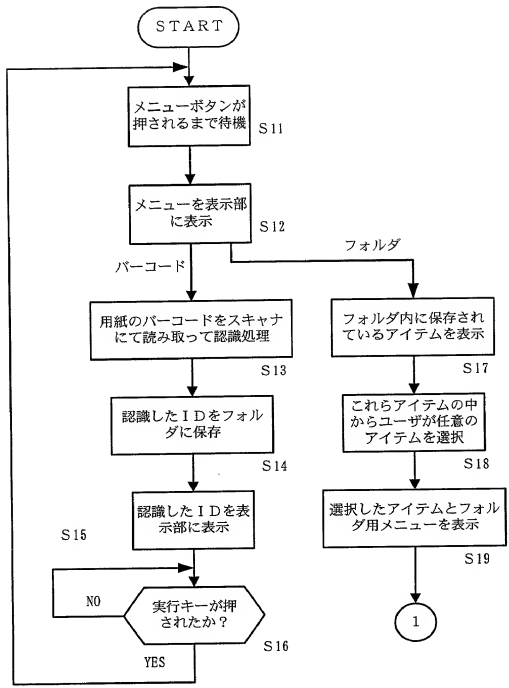 ＳＴＡＲＴ
メニューボタンが
押されるまで待機
Ｓ11
メニューを表示部
に表示
Ｓ12
バーコード
フォルダ
用紙のバーコードをスキャナ
にて読み取って認識処理
Ｓ13
認識したＩＤをフォル
ダに保存
Ｓ14
認識したＩＤを表
示部に表示
Ｓ15
実行キーが押
されたか？
Ｓ16
NO
YES
フォルダ内に保存され
ているアイテムを表示
Ｓ17
これらアイテムの中
からユーザが任意の
アイテムを選択
Ｓ18
選択したアイテムとフォル
ダ用メニューを表示
Ｓ19
1